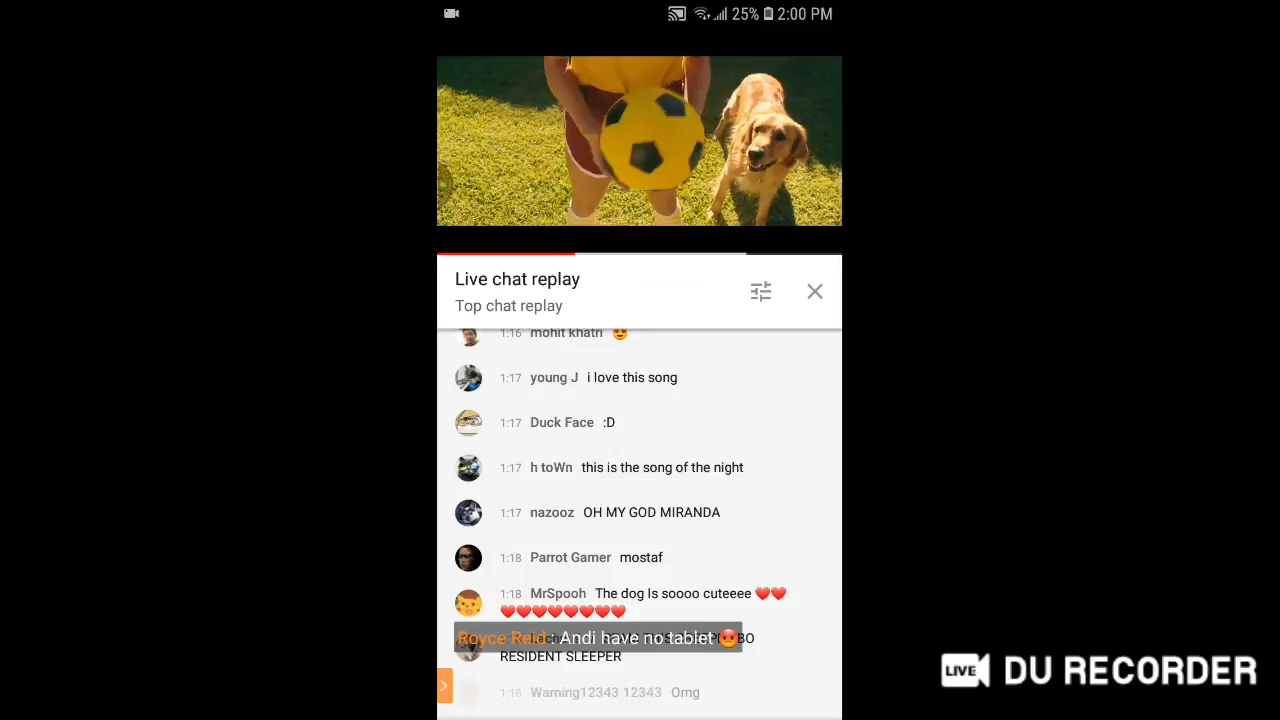 25% 2:00 PM
Live chat replay
Top chat replay
1:16 mohit khatri 😍
1:17 young J i love this song
1:17 Duck Face :D
1:17 h toWn this is the song of the night
1:17 nazooz OH MY GOD MIRANDA
1:18 Parrot Gamer mostaf
1:18 MrSpooh The dog Is soooo cuteeee ❤️❤️
❤️❤️❤️❤️❤️❤️❤️❤️
Royce Reid Andi have no tablet 😡
BO
RESIDENT SLEEPER
1:18 Warning12343 12343 Omg
LIVE DU RECORDER